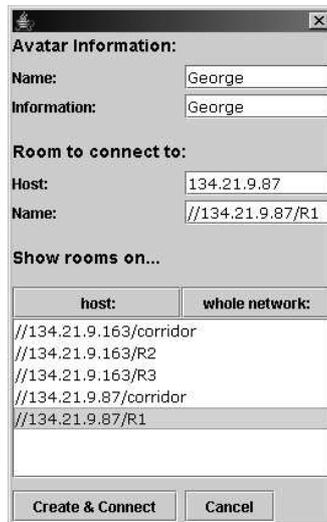 Avatar Information:
Name: George
Information: George
Room to connect to:
Host: 134.21.9.87
Name: //134.21.9.87/R1
Show rooms on...
host: whole network:
//134.21.9.163/corridor
//134.21.9.163/R2
//134.21.9.163/R3
//134.21.9.87/corridor
//134.21.9.87/R1
Create & Connect Cancel